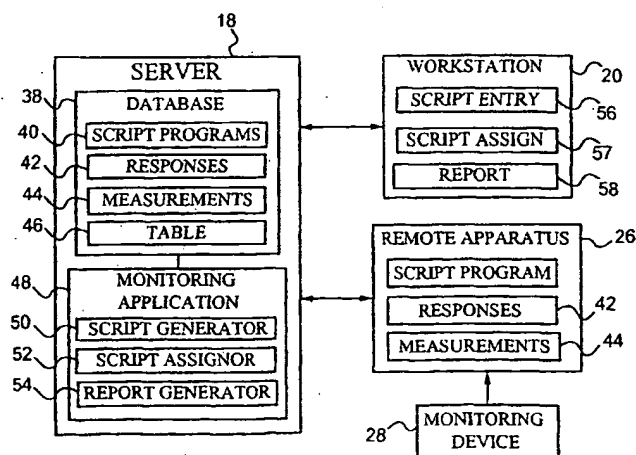 18
SERVER
38
DATABASE
40
SCRIPT PROGRAMS
42
RESPONSES
44
MEASUREMENTS
46
TABLE
48
MONITORING
APPLICATION
50
SCRIPT GENERATOR
52
SCRIPT ASSIGNOR
54
REPORT GENERATOR
WORKSTATION
20
SCRIPT ENTRY
56
SCRIPT ASSIGN
57
REPORT
58
REMOTE APPARATUS
26
SCRIPT PROGRAM
RESPONSES
42
MEASUREMENTS
44
28
MONITORING
DEVICE